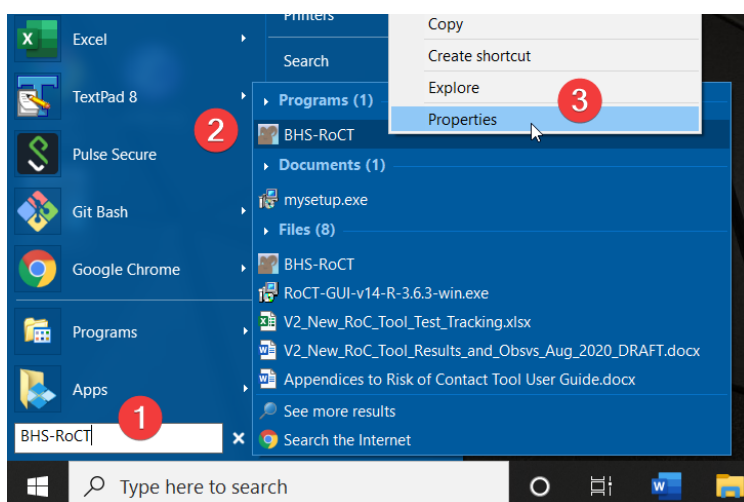 Excel
TextPad 8
Pulse Secure
Git Bash
Google Chrome
Programs
Apps
1
BHS-RoCT
Type here to search
Printers
Search
2
Programs (1)
BHS-RoCT
Documents (1)
mysetup.exe
Files (8)
BHS-RoCT
RoCT-GUI-v14-R-3.6.3-win.exe
V2_New_RoC_Tool_Test_Tracking.xlsx
V2_New_RoC_Tool_Results_and_Obsvs_Aug_2020_DRAFT.docx
Appendices to Risk of Contact Tool User Guide.docx
See more results
Search the Internet
Copy
Create shortcut
Explore
3
Properties